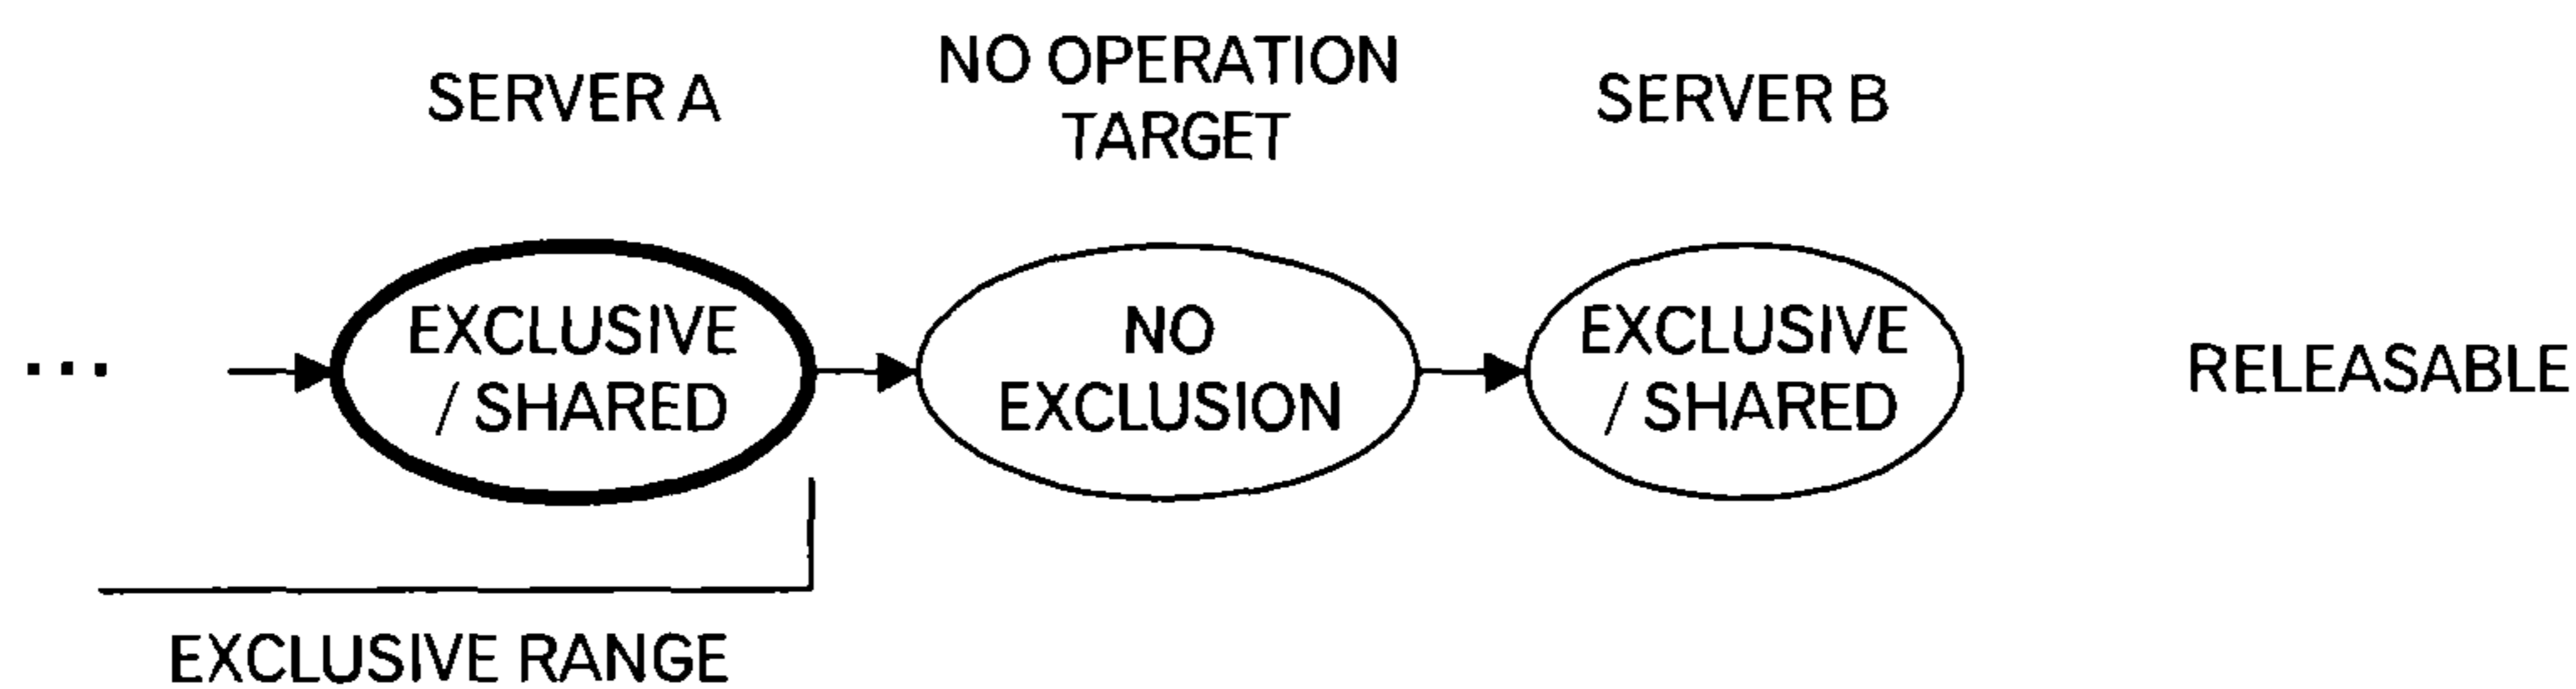 SERVER A
NO OPERATION
TARGET
SERVER B
...
EXCLUSIVE
/ SHARED
NO
EXCLUSION
EXCLUSIVE
/ SHARED
RELEASABLE
EXCLUSIVE RANGE